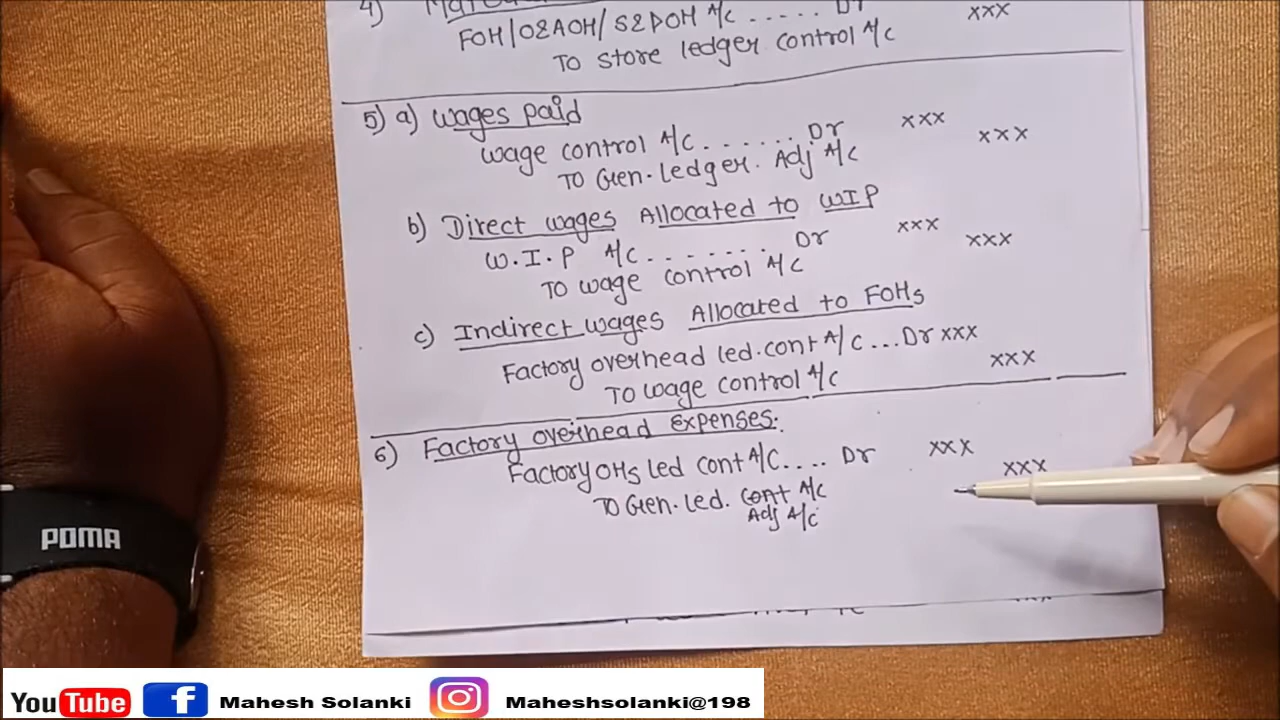 4)
FOH/O&AOH/S&DOH A/C ..... Dr xxx
To store ledger control A/C
5) a) Wages paid
wage control A/C ...... Dr xxx
To Gen. Ledger. Adj A/C xxx
b) Direct wages Allocated to WIP
W.I.P A/C ....... Dr xxx
To wage control A/C xxx
c) Indirect wages Allocated to FOHs
Factory overhead led.cont A/C ... Dr xxx
To wage control A/C xxx
6) Factory overhead Expenses.
Factory OHs Led Cont A/C .... Dr xxx
To Gen. Led. Cont A/C xxx
Adj A/C
POMA
YouTube f Mahesh Solanki Maheshsolanki@198